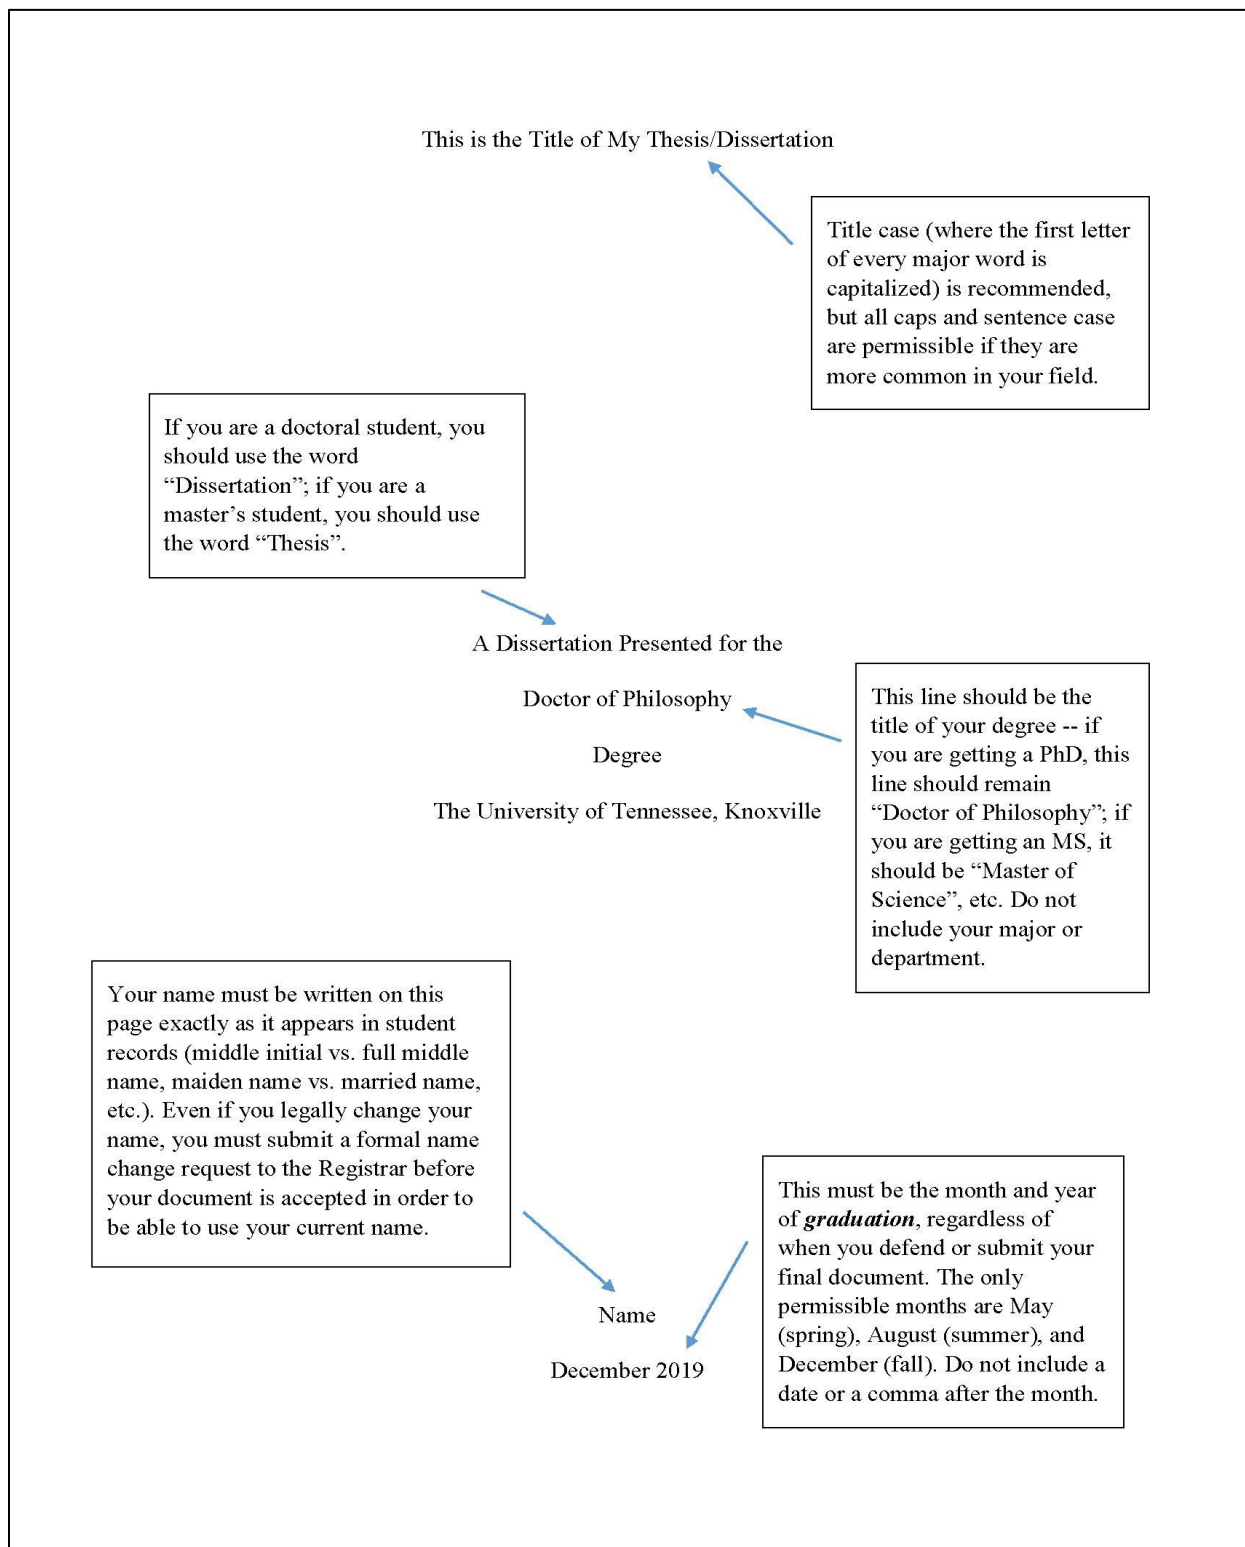 This is the Title of My Thesis/Dissertation
Title case (where the first letter
of every major word is
capitalized) is recommended,
but all caps and sentence case
are permissible if they are
more common in your field.
If you are a doctoral student, you
should use the word
“Dissertation”; if you are a
master’s student, you should use
the word “Thesis”.
A Dissertation Presented for the
Doctor of Philosophy
Degree
The University of Tennessee, Knoxville
This line should be the
title of your degree -- if
you are getting a PhD, this
line should remain
“Doctor of Philosophy”; if
you are getting an MS, it
should be “Master of
Science”, etc. Do not
include your major or
department.
Your name must be written on this
page exactly as it appears in student
records (middle initial vs. full middle
name, maiden name vs. married name,
etc.). Even if you legally change your
name, you must submit a formal name
change request to the Registrar before
your document is accepted in order to
be able to use your current name.
This must be the month and year
of graduation, regardless of
when you defend or submit your
final document. The only
permissible months are May
(spring), August (summer), and
December (fall). Do not include a
date or a comma after the month.
Name
December 2019